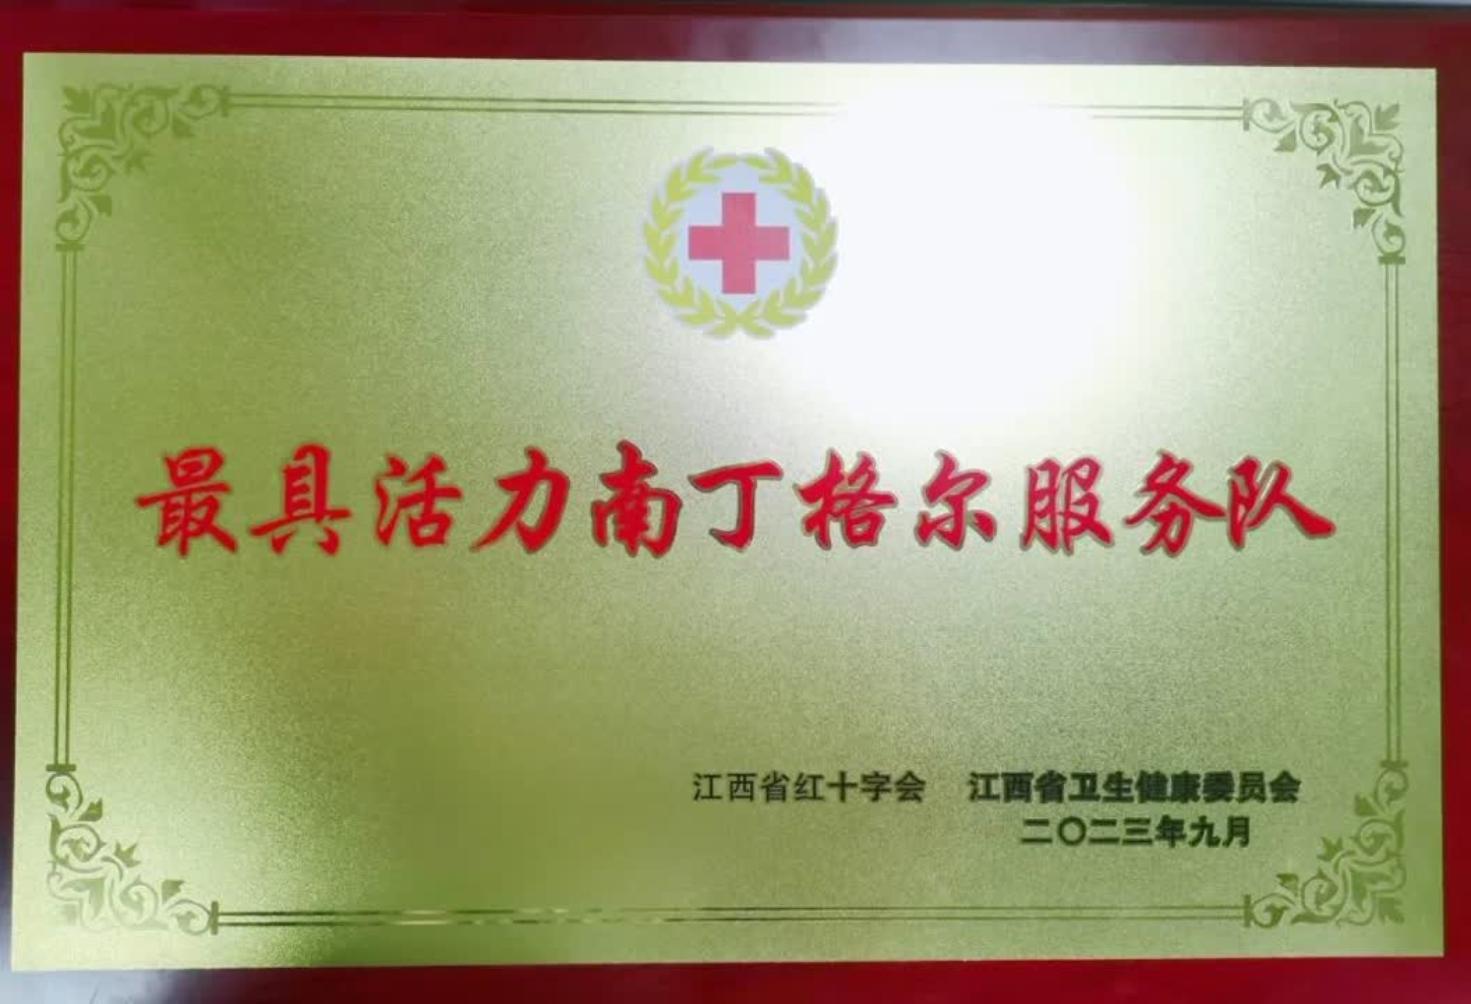 最具活力南丁格尔服务队
江西省红十字会 江西省卫生健康委员会
二〇二三年九月